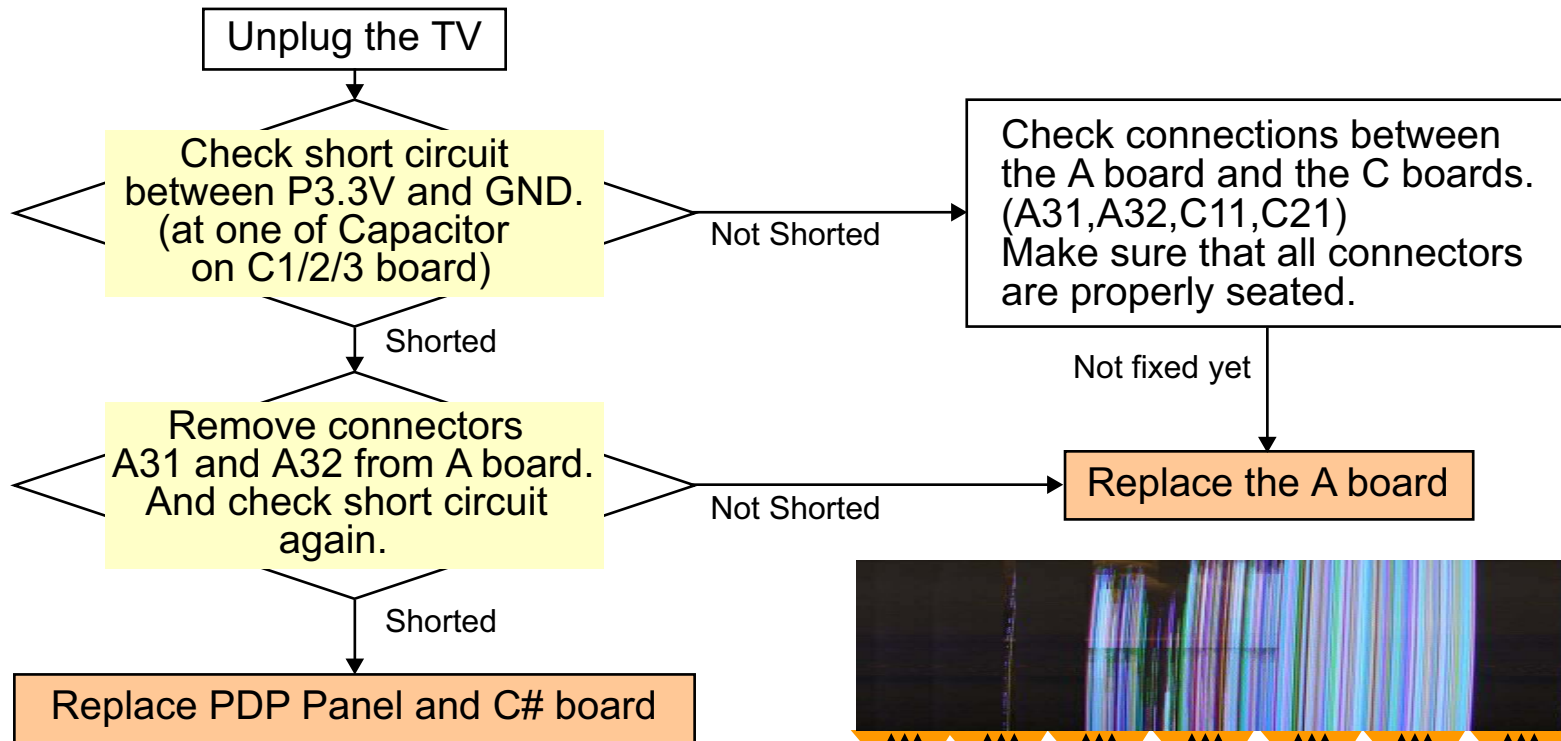 Unplug the TV
Check short circuit
between P3.3V and GND.
(at one of Capacitor
on C1/2/3 board)
Not Shorted
Check connections between
the A board and the C boards.
(A31,A32,C11,C21)
Make sure that all connectors
are properly seated.
Shorted
Not fixed yet
Remove connectors
A31 and A32 from A board.
And check short circuit
again.
Not Shorted
Replace the A board
Shorted
Replace PDP Panel and C# board